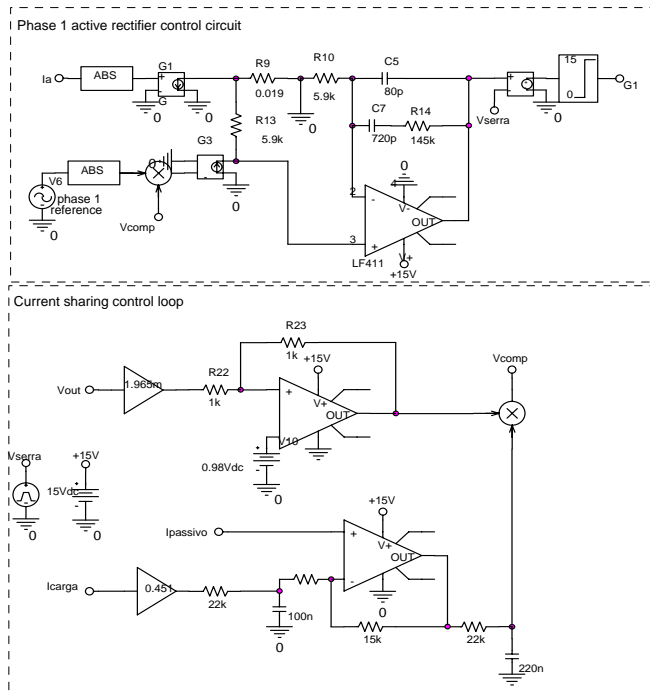 Phase 1 active rectifier control circuit
Ia
ABS
G1
+
-
G
0
R9
0.019
0
R10
5.9k
C5
80p
C7
720p
R14
145k
Vserra
0
15
0
G1
R13
5.9k
G3
V6
ABS
0
-
0
phase 1
reference
0
Vcomp
0
4
2
-
V-
OUT
3
+
V+
LF411
+15V
Current sharing control loop
R23
1k
Vout
1.965m
R22
1k
+15V
+
V+
OUT
V10
0.98Vdc
+
-
0
Vcomp
Vserra
0
+15V
15Vdc
+
-
0
Ipassivo
+15V
+
V+
OUT
-
0
Icarga
0.451
22k
100n
0
15k
22k
220n